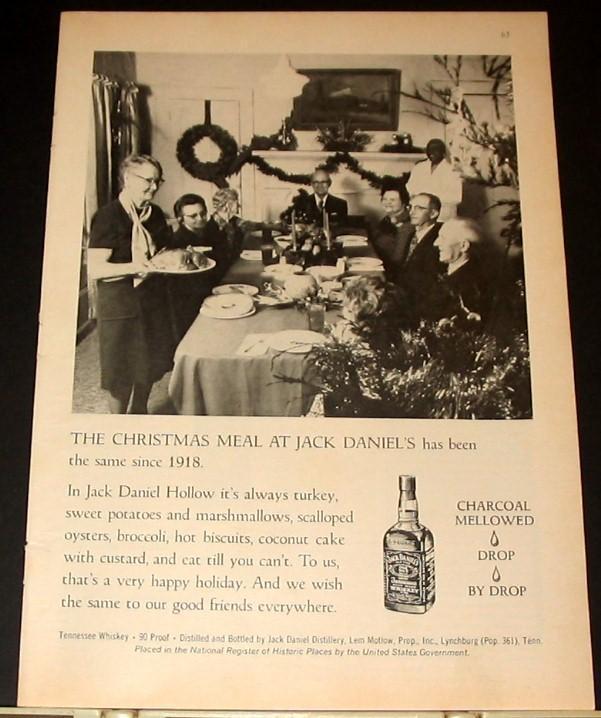 63
THE CHRISTMAS MEAL AT JACK DANIEL'S has been
the same since 1918.
In Jack Daniel Hollow it's always turkey,
sweet potatoes and marshmallows, scalloped
oysters, broccoli, hot biscuits, coconut cake
with custard, and eat till you can't. To us,
that's a very happy holiday. And we wish
the same to our good friends everywhere.
CHARCOAL
MELLOWED
DROP
BY DROP
Tennessee Whiskey • 90 Proof • Distilled and Bottled by Jack Daniel Distillery, Lem Motlow, Prop., Inc., Lynchburg (Pop. 361), Tenn.
Placed in the National Register of Historic Places by the United States Government.